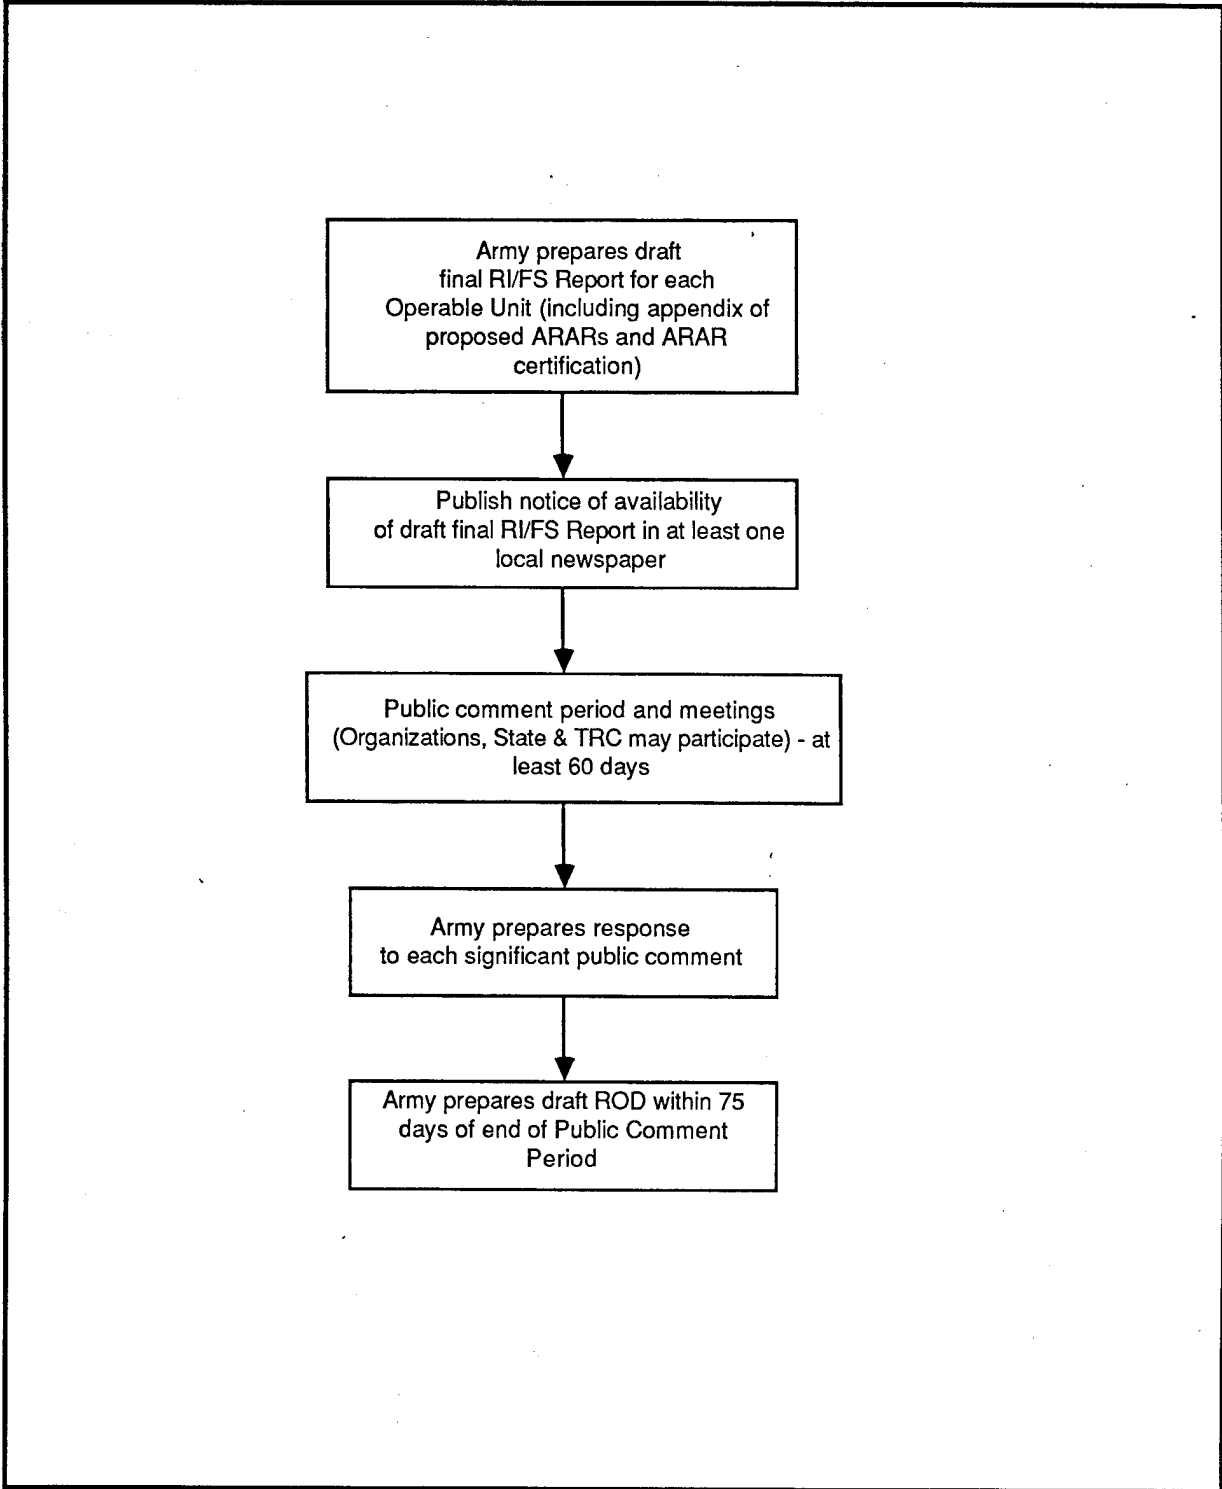 Army prepares draft
final RI/FS Report for each
Operable Unit (including appendix of
proposed ARARs and ARAR
certification)
Publish notice of availability
of draft final RI/FS Report in at least one
local newspaper
Public comment period and meetings
(Organizations, State & TRC may participate) - at
least 60 days
Army prepares response
to each significant public comment
Army prepares draft ROD within 75
days of end of Public Comment
Period